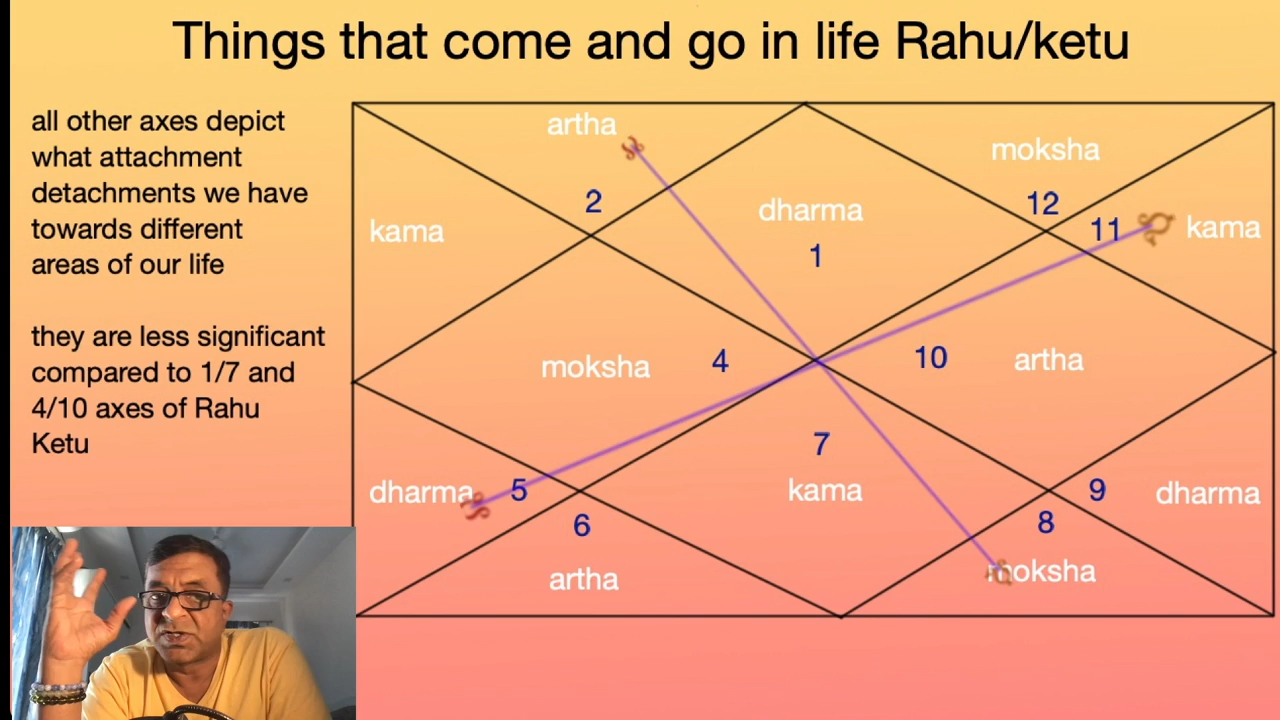 Things that come and go in life Rahu/ketu
all other axes depict
what attachment
detachments we have
towards different
areas of our life
they are less significant
compared to 1/7 and
4/10 axes of Rahu
Ketu
artha
moksha
2
12
dharma
11
kama
kama
1
moksha
4
10
artha
7
dharma
5
kama
9
dharma
6
8
artha
moksha